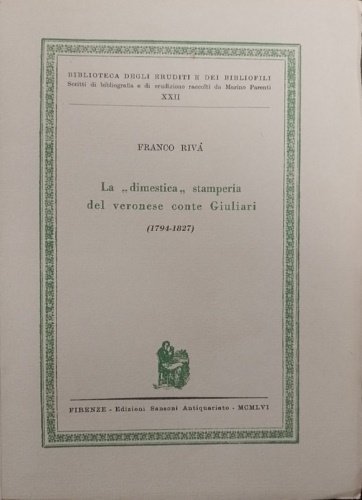 BIBLIOTECA DEGLI ERUDITI E DEI BIBLIOFILI
Scritti di bibliografia e di erudizione raccolti da Marino Parenti
XXII
FRANCO RIVÁ
La „dimestica„ stamperia
del veronese conte Giuliari
(1794-1827)
FIRENZE - Edizioni Sansoni Antiquariato - MCMLVI